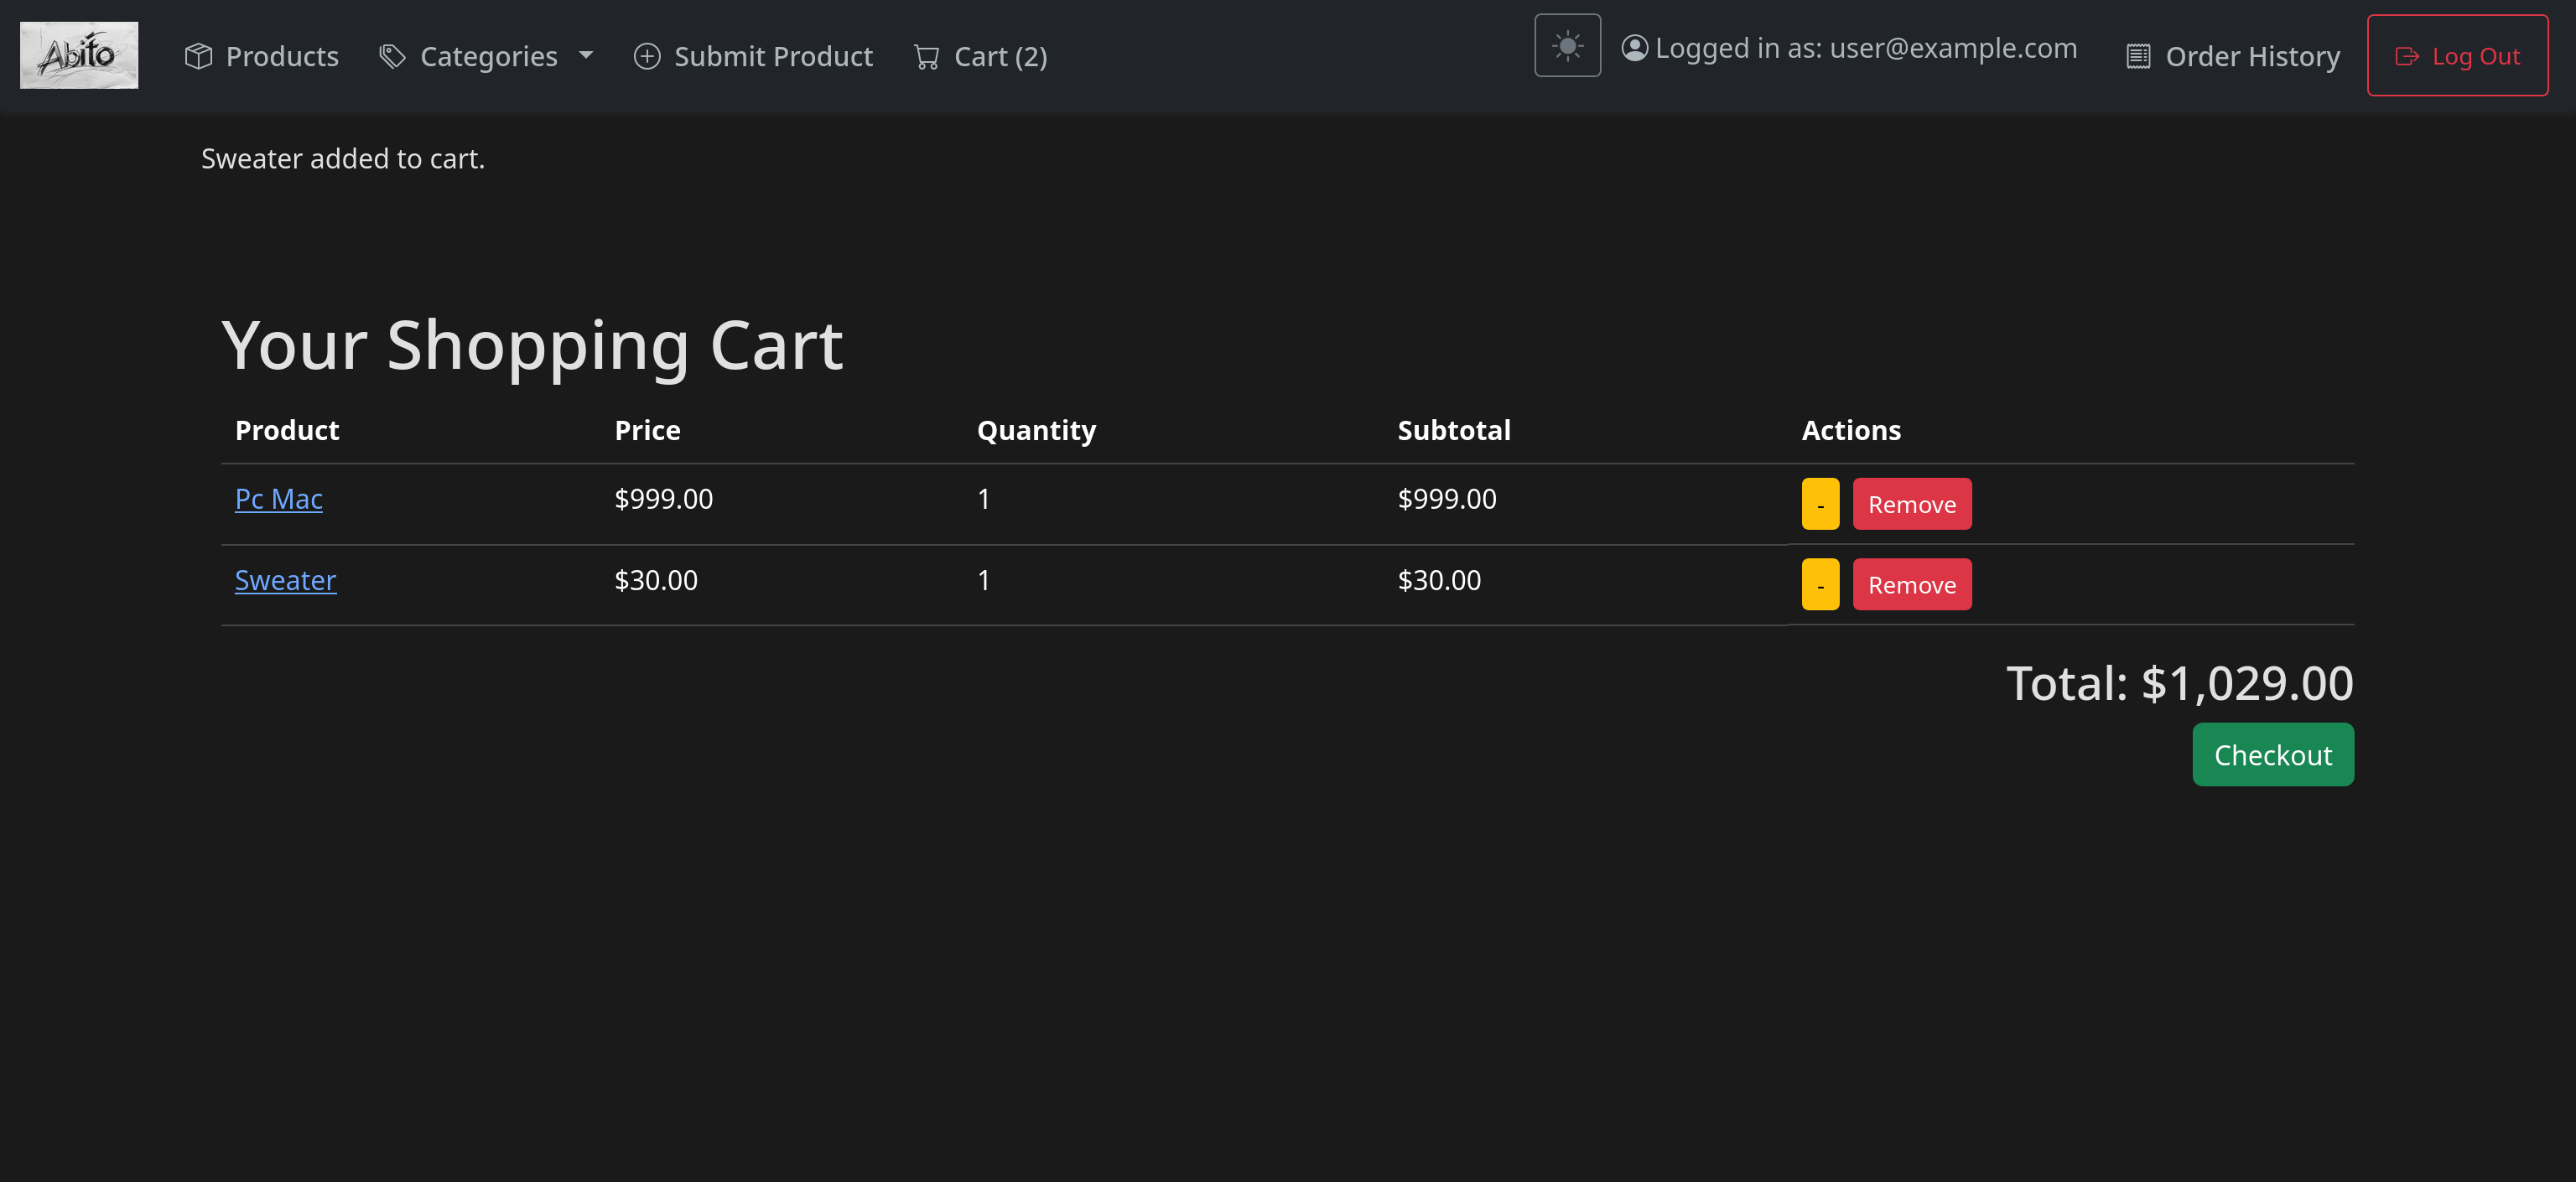 Abito
Products Categories Submit Product Cart (2) Logged in as: user@example.com Order History Log Out
Sweater added to cart.
Your Shopping Cart
Product Price Quantity Subtotal Actions
Pc Mac $999.00 1 $999.00 - Remove
Sweater $30.00 1 $30.00 - Remove
Total: $1,029.00
Checkout